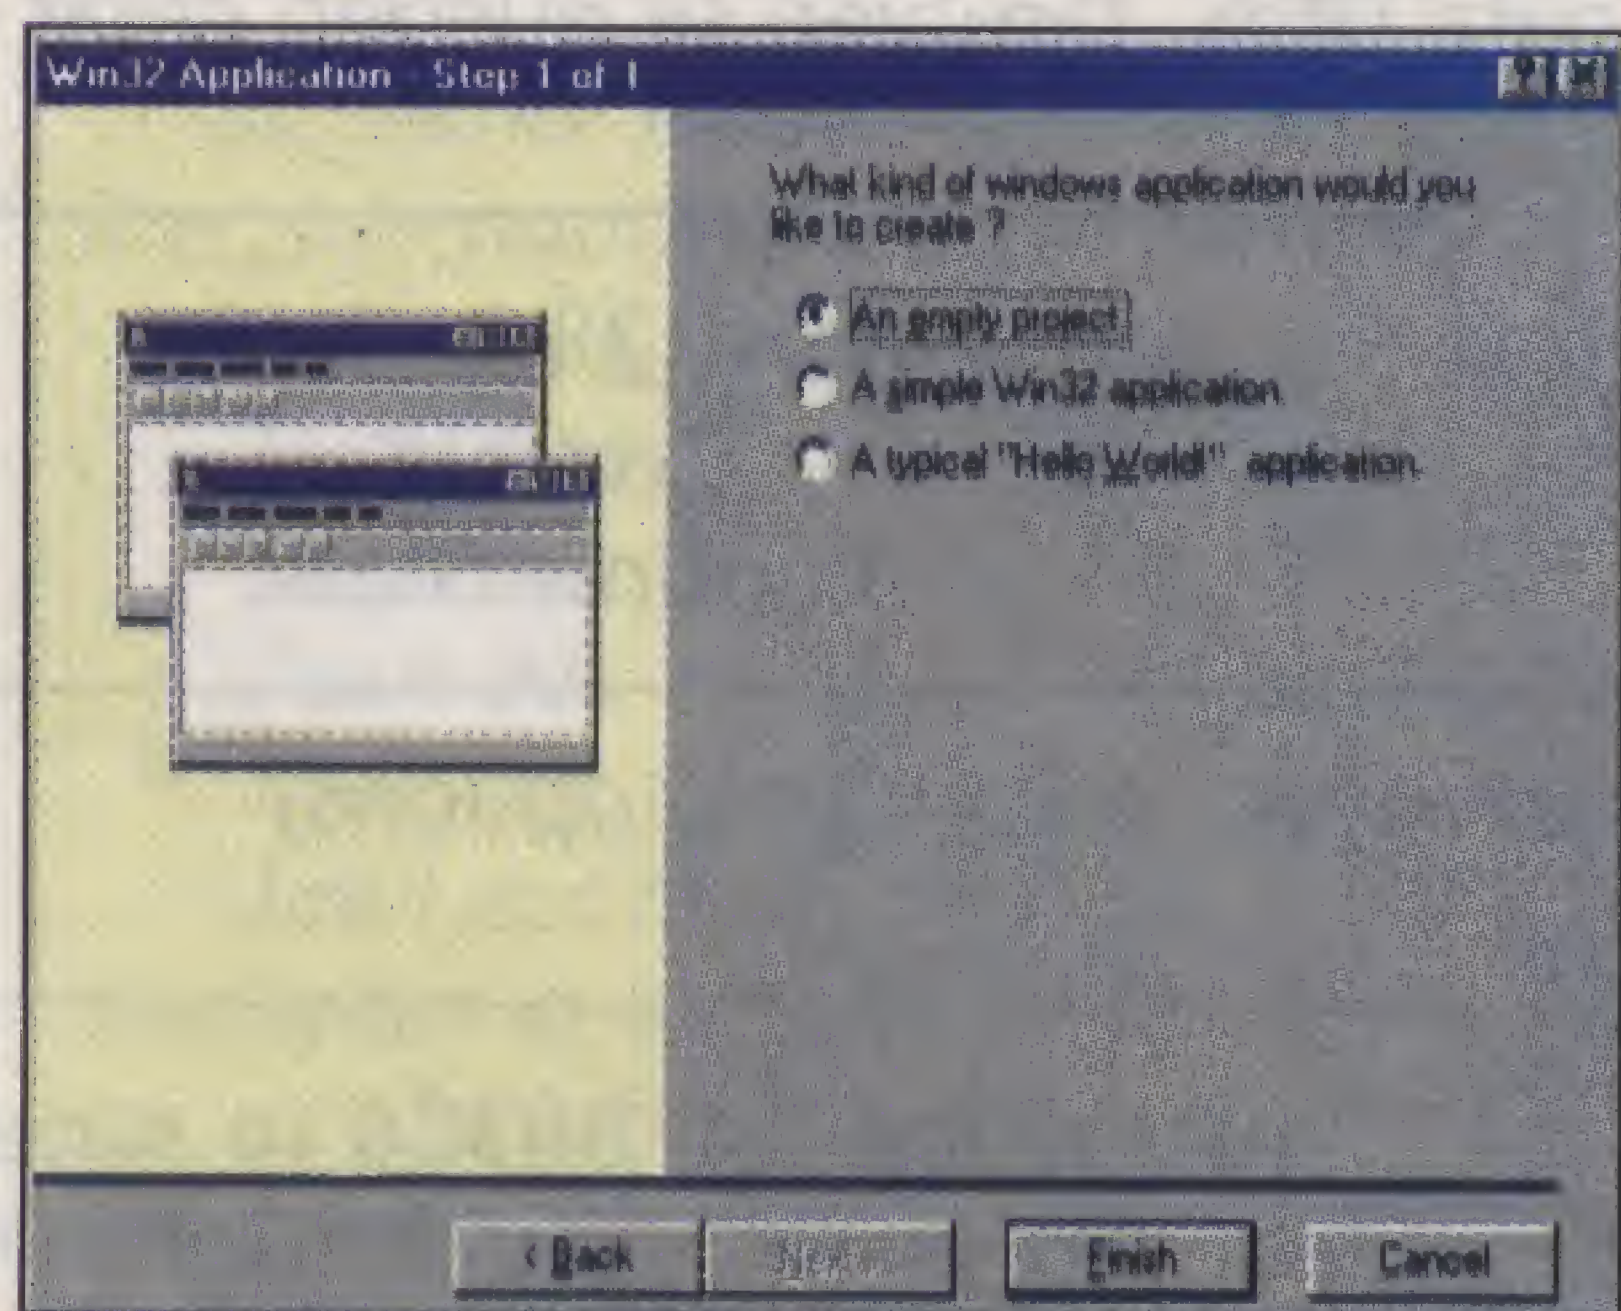 Win32 Application - Step 1 of 1
What kind of windows application would you
like to create ?
An empty project.
A simple Win32 application.
A typical "Hello World!" application.
< Back
Next >
Finish
Cancel